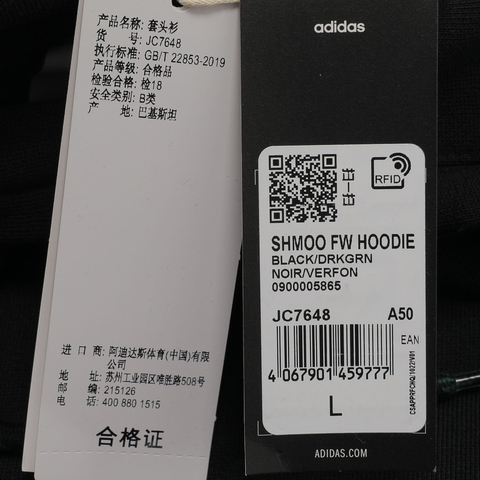 产品名称: 套头衫
货 号: JC7648
执行标准: GB/T 22853-2019
产品等级: 合格品
检验合格: 检18
安全类别: B类
产 地: 巴基斯坦
进 口 商: 阿迪达斯体育(中国)有限
公司
地 址: 苏州工业园区唯胜路508号
邮 编: 215126
电 话: 400 880 1515
合格证
adidas
RFID
SHMOO FW HOODIE
BLACK/DRKGRN
NOIR/VERFON
0900005865
JC7648 A50
EAN
4 067901 459777
L
ADIDAS.COM